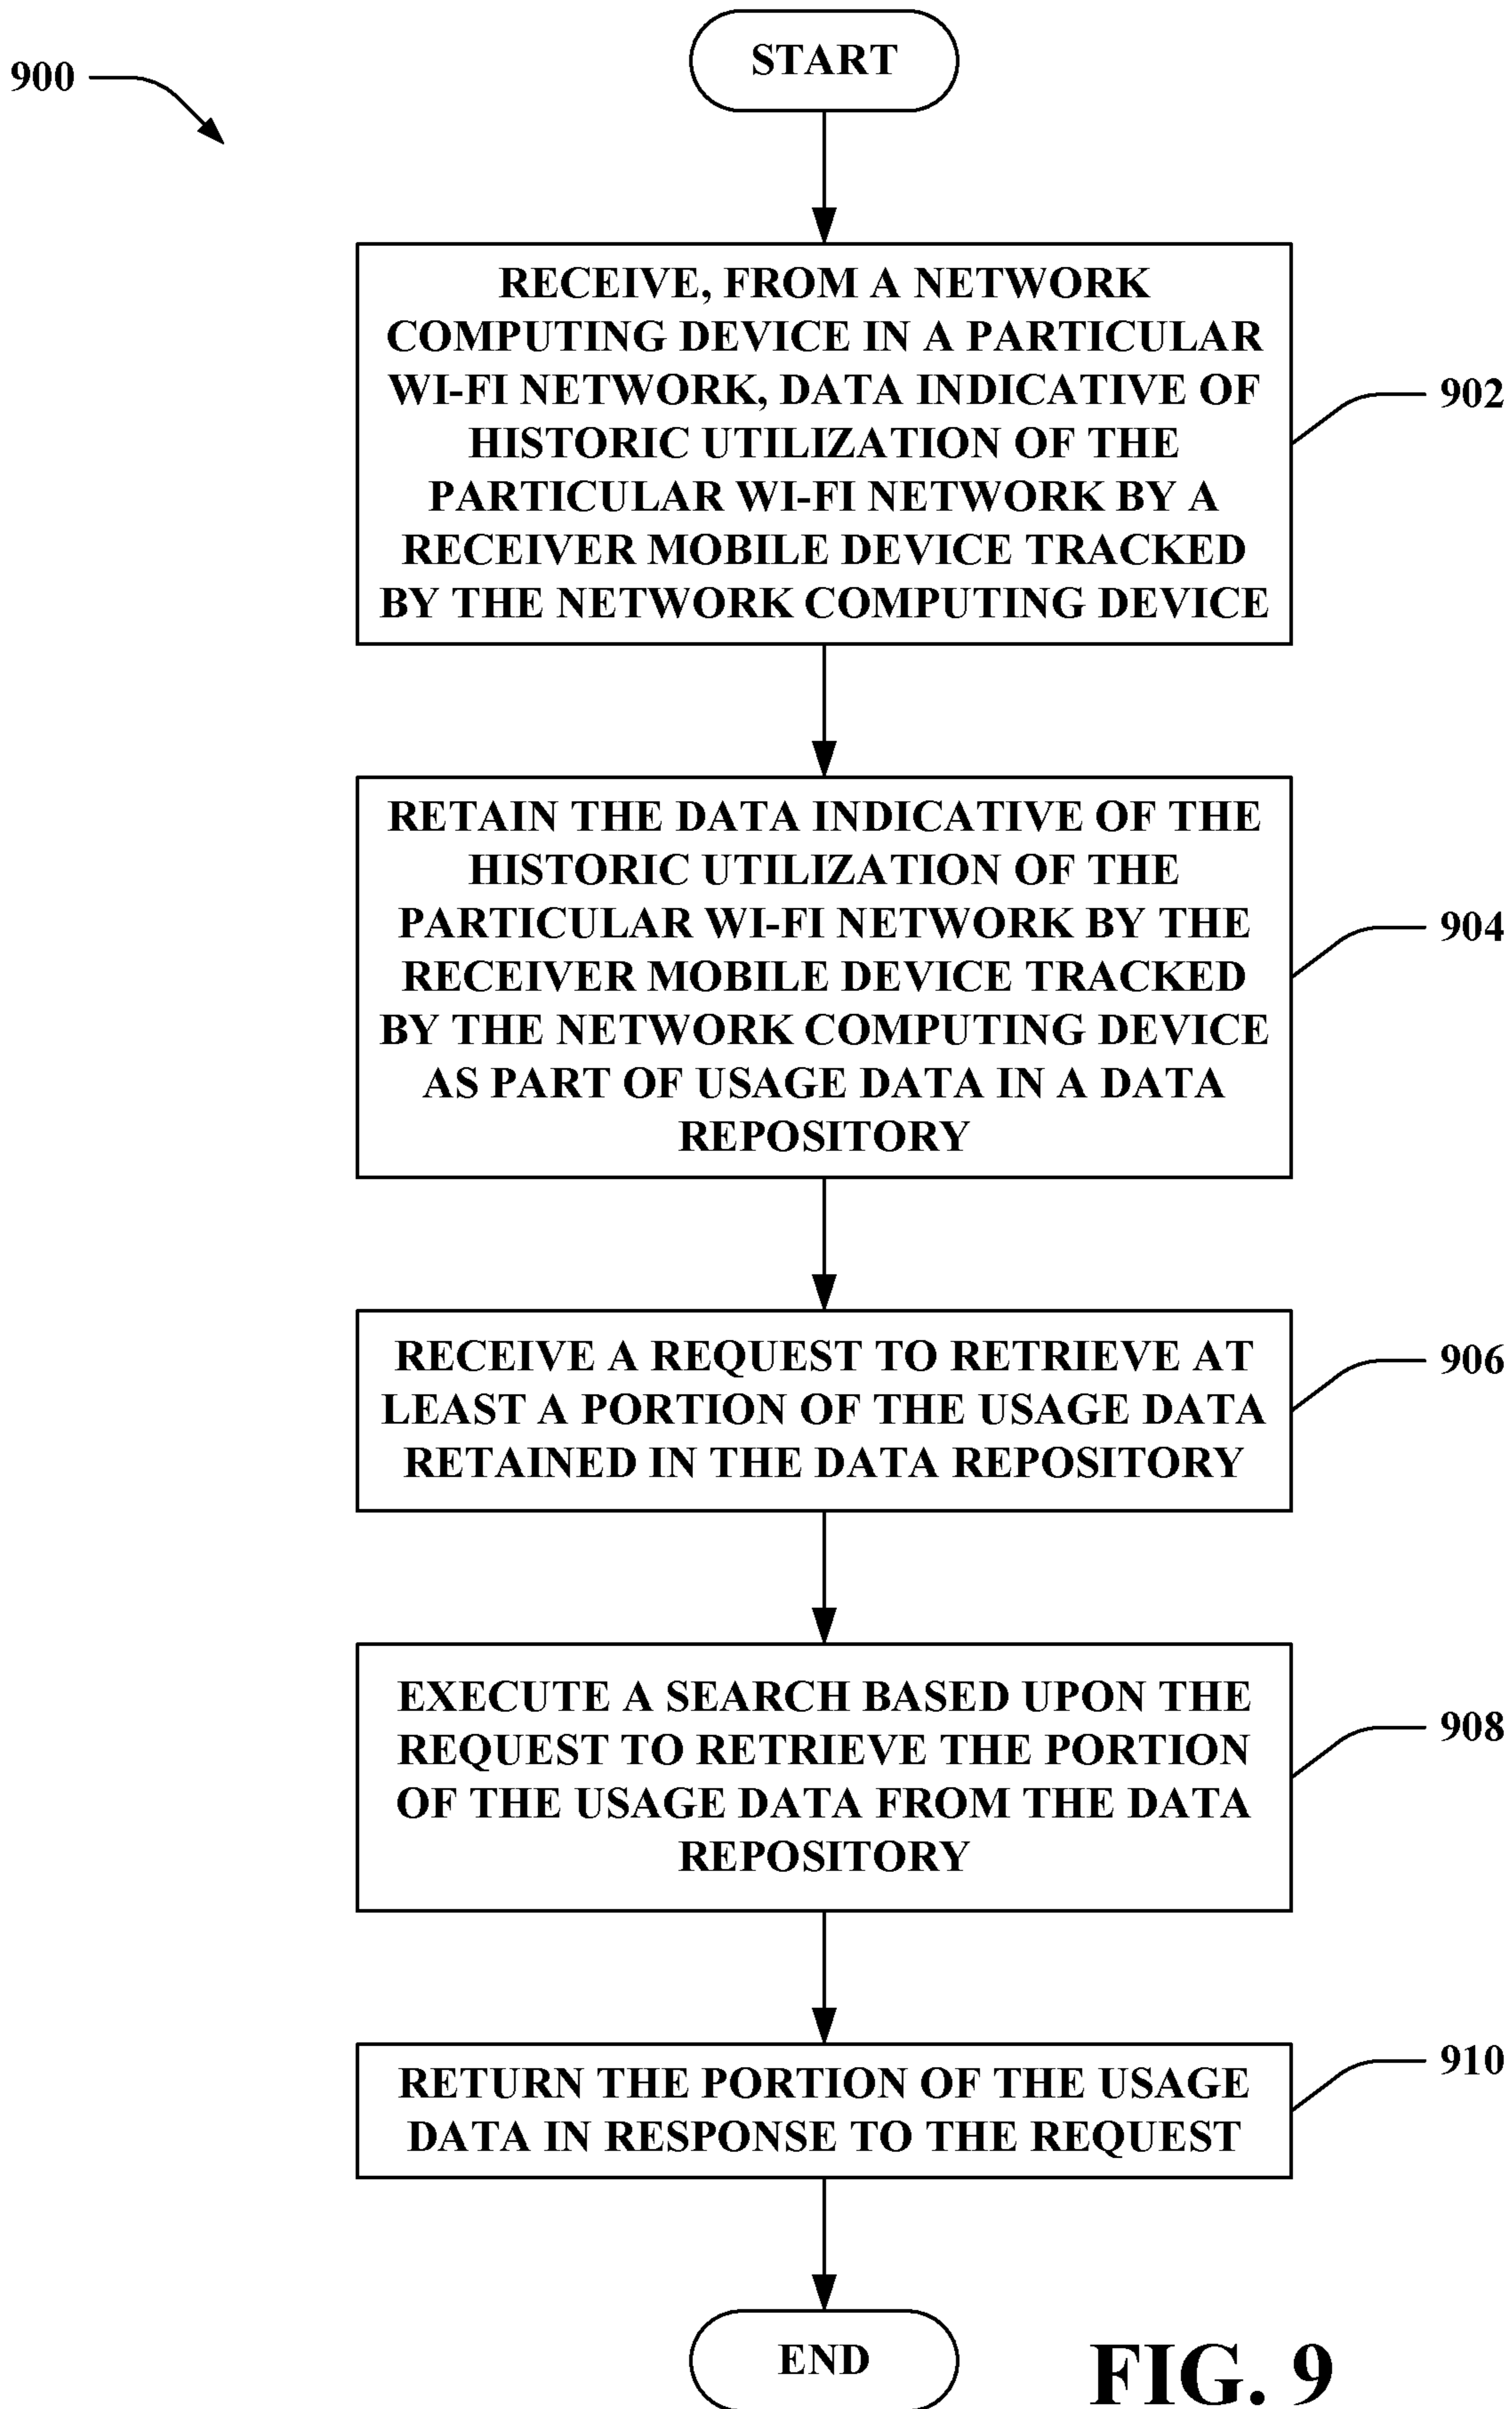 900
START
RECEIVE, FROM A NETWORK
COMPUTING DEVICE IN A PARTICULAR
WI-FI NETWORK, DATA INDICATIVE OF
HISTORIC UTILIZATION OF THE
PARTICULAR WI-FI NETWORK BY A
RECEIVER MOBILE DEVICE TRACKED
BY THE NETWORK COMPUTING DEVICE
902
RETAIN THE DATA INDICATIVE OF THE
HISTORIC UTILIZATION OF THE
PARTICULAR WI-FI NETWORK BY THE
RECEIVER MOBILE DEVICE TRACKED
BY THE NETWORK COMPUTING DEVICE
AS PART OF USAGE DATA IN A DATA
REPOSITORY
904
RECEIVE A REQUEST TO RETRIEVE AT
LEAST A PORTION OF THE USAGE DATA
RETAINED IN THE DATA REPOSITORY
906
EXECUTE A SEARCH BASED UPON THE
REQUEST TO RETRIEVE THE PORTION
OF THE USAGE DATA FROM THE DATA
REPOSITORY
908
RETURN THE PORTION OF THE USAGE
DATA IN RESPONSE TO THE REQUEST
910
END
FIG. 9